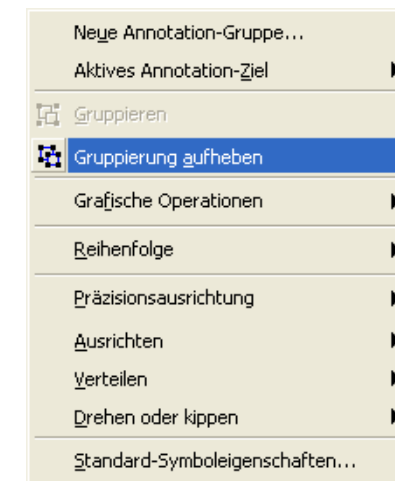 Neue Annotation-Gruppe...
Aktives Annotation-Ziel
Gruppieren
Gruppierung aufheben
Grafische Operationen
Reihenfolge
Präzisionsausrichtung
Ausrichten
Verteilen
Drehen oder kippen
Standard-Symboleigenschaften...